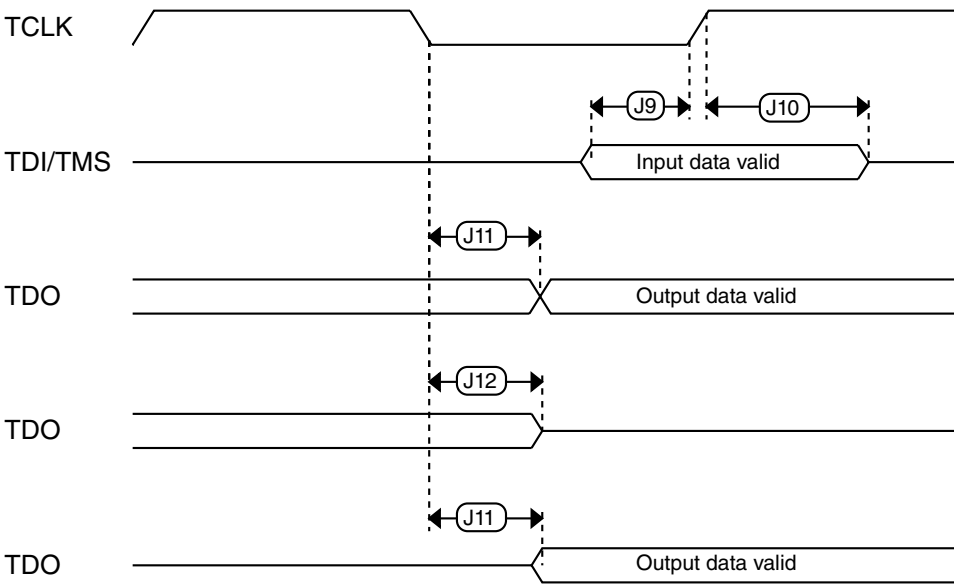 TCLK
J9
J10
TDI/TMS
Input data valid
J11
TDO
Output data valid
J12
TDO
J11
TDO
Output data valid